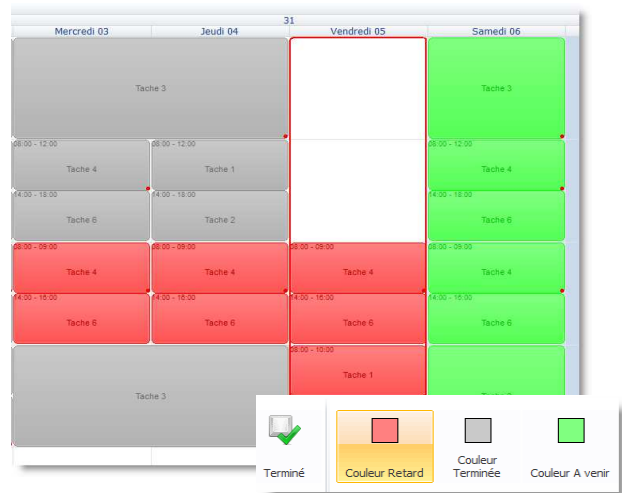 31
Mercredi 03 Jeudi 04 Vendredi 05 Samedi 06
Tache 3 Tache 3
08:00 - 12:00 08:00 - 12:00 08:00 - 12:00
Tache 4 Tache 1 Tache 4
14:00 - 18:00 14:00 - 18:00 14:00 - 18:00
Tache 6 Tache 2 Tache 6
08:00 - 09:00 08:00 - 09:00 08:00 - 09:00 08:00 - 09:00
Tache 4 Tache 4 Tache 4 Tache 4
14:00 - 16:00 14:00 - 16:00 14:00 - 16:00 14:00 - 16:00
Tache 6 Tache 6 Tache 6 Tache 6
08:00 - 10:00
Tache 1
Tache 3
Terminé
Couleur Retard
Couleur
Terminée
Couleur A venir